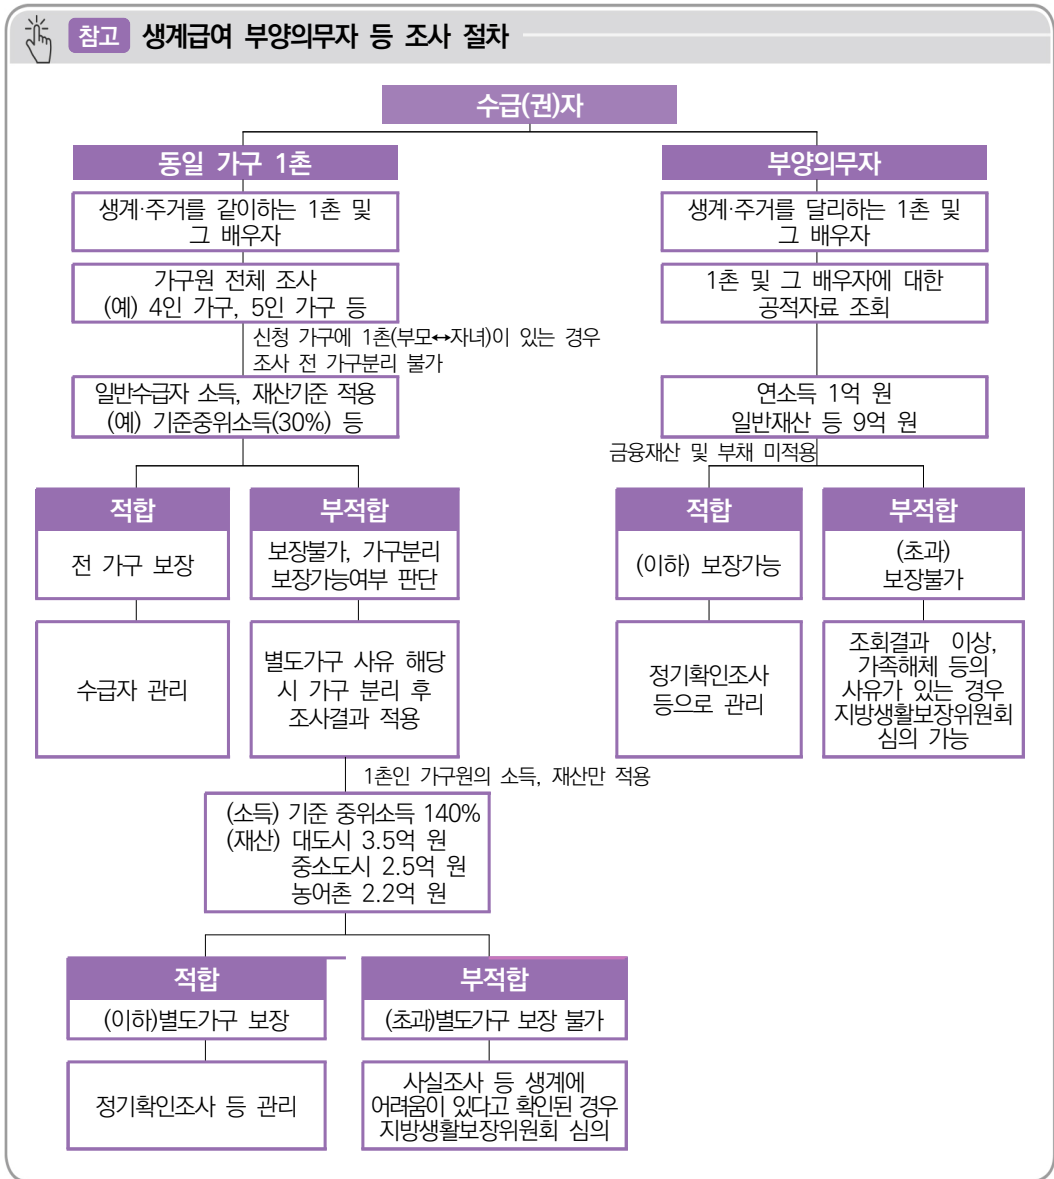 참고 생계급여 부양의무자 등 조사 절차
수급(권)자
동일 가구 1촌
생계·주거를 같이하는 1촌 및
그 배우자
가구원 전체 조사
(예) 4인 가구, 5인 가구 등
신청 가구에 1촌(부모↔자녀)이 있는 경우
조사 전 가구분리 불가
일반수급자 소득, 재산기준 적용
(예) 기준중위소득(30%) 등
적합
전 가구 보장
수급자 관리
부적합
보장불가, 가구분리
보장가능여부 판단
별도가구 사유 해당
시 가구 분리 후
조사결과 적용
1촌인 가구원의 소득, 재산만 적용
(소득) 기준 중위소득 140%
(재산) 대도시 3.5억 원
중소도시 2.5억 원
농어촌 2.2억 원
적합
(이하)별도가구 보장
정기확인조사 등 관리
부적합
(초과)별도가구 보장 불가
사실조사 등 생계에
어려움이 있다고 확인된 경우
지방생활보장위원회 심의
부양의무자
생계·주거를 달리하는 1촌 및
그 배우자
1촌 및 그 배우자에 대한
공적자료 조회
연소득 1억 원
일반재산 등 9억 원
금융재산 및 부채 미적용
적합
(이하) 보장가능
정기확인조사
등으로 관리
부적합
(초과)
보장불가
조회결과 이상,
가족해체 등의
사유가 있는 경우
지방생활보장위원회
심의 가능